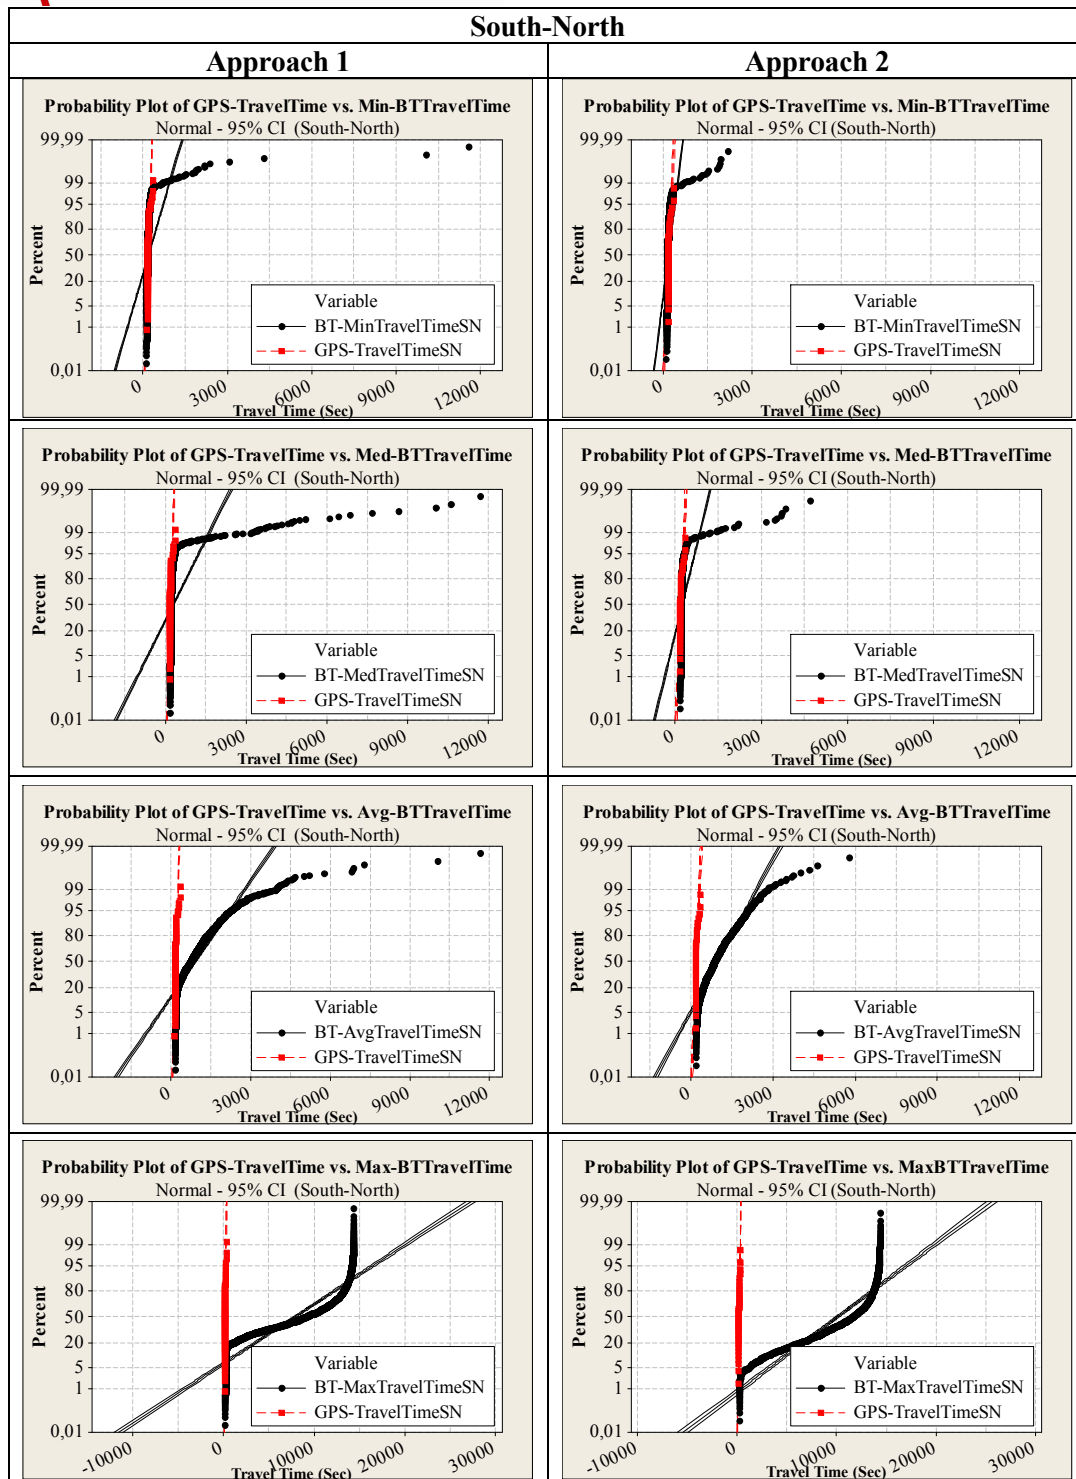 South-North
Approach 1
Approach 2
Probability Plot of GPS-TravelTime vs. Min-BTTravelTime
Normal - 95% CI (South-North)
99,99
99
95
80
50
20
5
1
0,01
Percent
Variable
BT-MinTravelTimeSN
GPS-TravelTimeSN
0 3000 6000 9000 12000
Travel Time (Sec)
Probability Plot of GPS-TravelTime vs. Min-BTTravelTime
Normal - 95% CI (South-North)
99,99
99
95
80
50
20
5
1
0,01
Percent
Variable
BT-MinTravelTimeSN
GPS-TravelTimeSN
0 3000 6000 9000 12000
Travel Time (Sec)
Probability Plot of GPS-TravelTime vs. Med-BTTravelTime
Normal - 95% CI (South-North)
99,99
99
95
80
50
20
5
1
0,01
Percent
Variable
BT-MedTravelTimeSN
GPS-TravelTimeSN
0 3000 6000 9000 12000
Travel Time (Sec)
Probability Plot of GPS-TravelTime vs. Med-BTTravelTime
Normal - 95% CI (South-North)
99,99
99
95
80
50
20
5
1
0,01
Percent
Variable
BT-MedTravelTimeSN
GPS-TravelTimeSN
0 3000 6000 9000 12000
Travel Time (Sec)
Probability Plot of GPS-TravelTime vs. Avg-BTTravelTime
Normal - 95% CI (South-North)
99,99
99
95
80
50
20
5
1
0,01
Percent
Variable
BT-AvgTravelTimeSN
GPS-TravelTimeSN
0 3000 6000 9000 12000
Travel Time (Sec)
Probability Plot of GPS-TravelTime vs. Avg-BTTravelTime
Normal - 95% CI (South-North)
99,99
99
95
80
50
20
5
1
0,01
Percent
Variable
BT-AvgTravelTimeSN
GPS-TravelTimeSN
0 3000 6000 9000 12000
Travel Time (Sec)
Probability Plot of GPS-TravelTime vs. Max-BTTravelTime
Normal - 95% CI (South-North)
99,99
99
95
80
50
20
5
1
0,01
Percent
Variable
BT-MaxTravelTimeSN
GPS-TravelTimeSN
-10000 0 10000 20000 30000
Travel Time (Sec)
Probability Plot of GPS-TravelTime vs. MaxBTTravelTime
Normal - 95% CI (South-North)
99,99
99
95
80
50
20
5
1
0,01
Percent
Variable
BT-MaxTravelTimeSN
GPS-TravelTimeSN
-10000 0 10000 20000 30000
Travel Time (Sec)